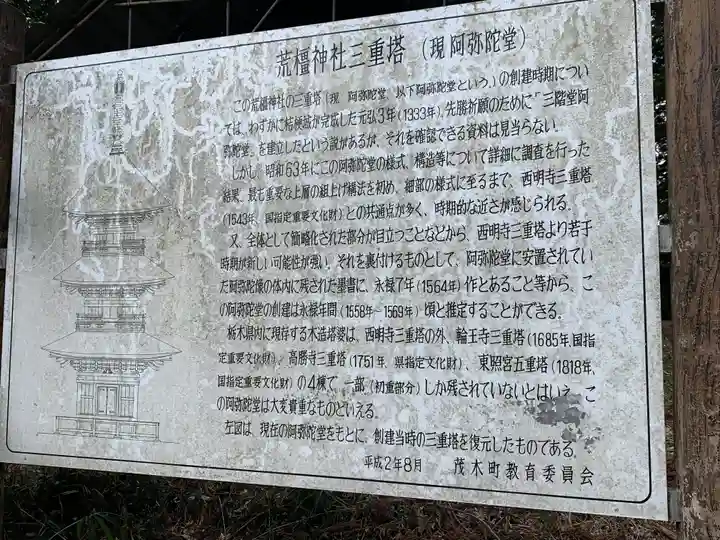 荒橿神社三重塔（現 阿弥陀堂）
この荒橿神社の三重塔（現 阿弥陀堂、以下阿弥陀堂という。）の創建時期につい
ては、わずかに桔梗城が完成した元弘3年（1933年）、先勝祈願のために「三階堂阿
弥陀堂」を建立したという説があるが、それを確認できる資料は見当らない。
しかし、昭和63年にこの阿弥陀堂の様式、構造等について詳細に調査を行った
結果、最も重要な上層の組上げ構法を初め、細部の様式に至るまで、西明寺三重塔
（1543年、国指定重要文化財）との共通点が多く、時期的な近さが感じられる。
又、全体として簡略化された部分が目立つことなどから、西明寺三重塔より若干
時期が新しい可能性が強い。それを裏付けるものとして、阿弥陀堂に安置されてい
た阿弥陀像の体内に残された墨書に、永禄7年（1564年）作とあること等から、こ
の阿弥陀堂の創建は永禄年間（1558年～1569年）頃と推定することができる。
栃木県内に現存する木造塔婆は、西明寺三重塔の外、輪王寺三重塔（1685年、国指
定重要文化財）、高勝寺三重塔（1751年、県指定文化財）、東照宮五重塔（1818年、
国指定重要文化財）の4棟で、一部（初重部分）しか残されていないとはいえ、こ
の阿弥陀堂は大変貴重なものといえる。
左図は、現在の阿弥陀堂をもとに、創建当時の三重塔を復元したものである。
平成2年8月 茂木町教育委員会